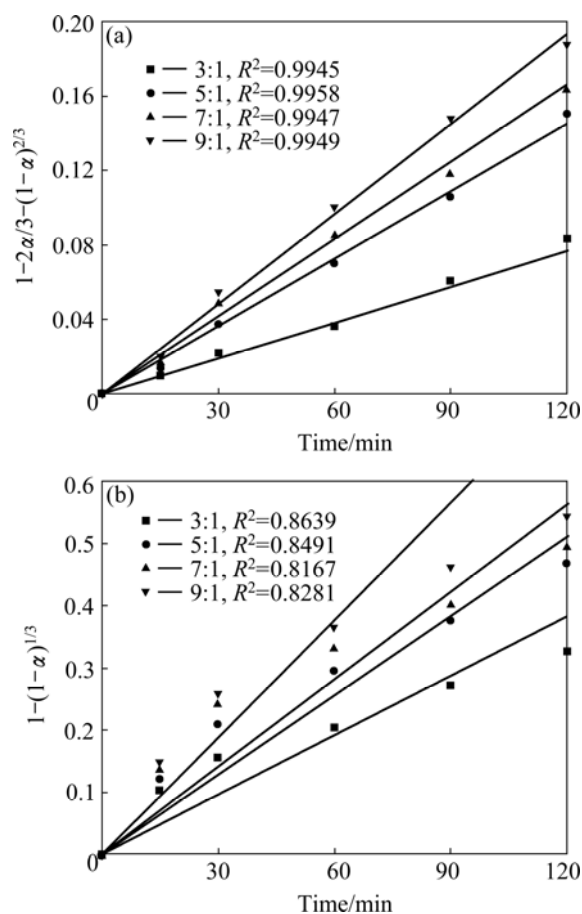 (a)
3:1, R²=0.9945
5:1, R²=0.9958
7:1, R²=0.9947
9:1, R²=0.9949
1−2α/3−(1−α)^{2/3}
0.20
0.16
0.12
0.08
0.04
0
30 60 90 120
Time/min
(b)
3:1, R²=0.8639
5:1, R²=0.8491
7:1, R²=0.8167
9:1, R²=0.8281
1−(1−α)^{1/3}
0.6
0.5
0.4
0.3
0.2
0.1
0
30 60 90 120
Time/min